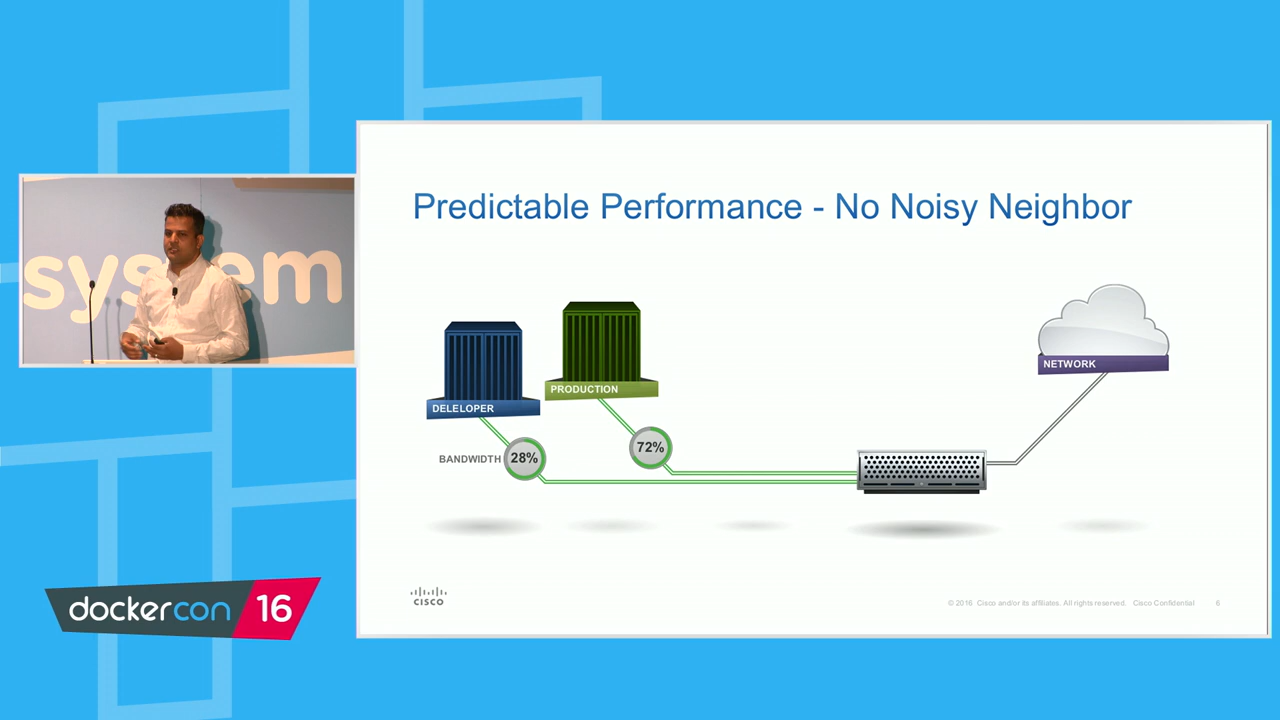 system
Predictable Performance - No Noisy Neighbor
DELELOPER
PRODUCTION
NETWORK
BANDWIDTH
28%
72%
CISCO
© 2016 Cisco and/or its affiliates. All rights reserved. Cisco Confidential 6
dockercon 16